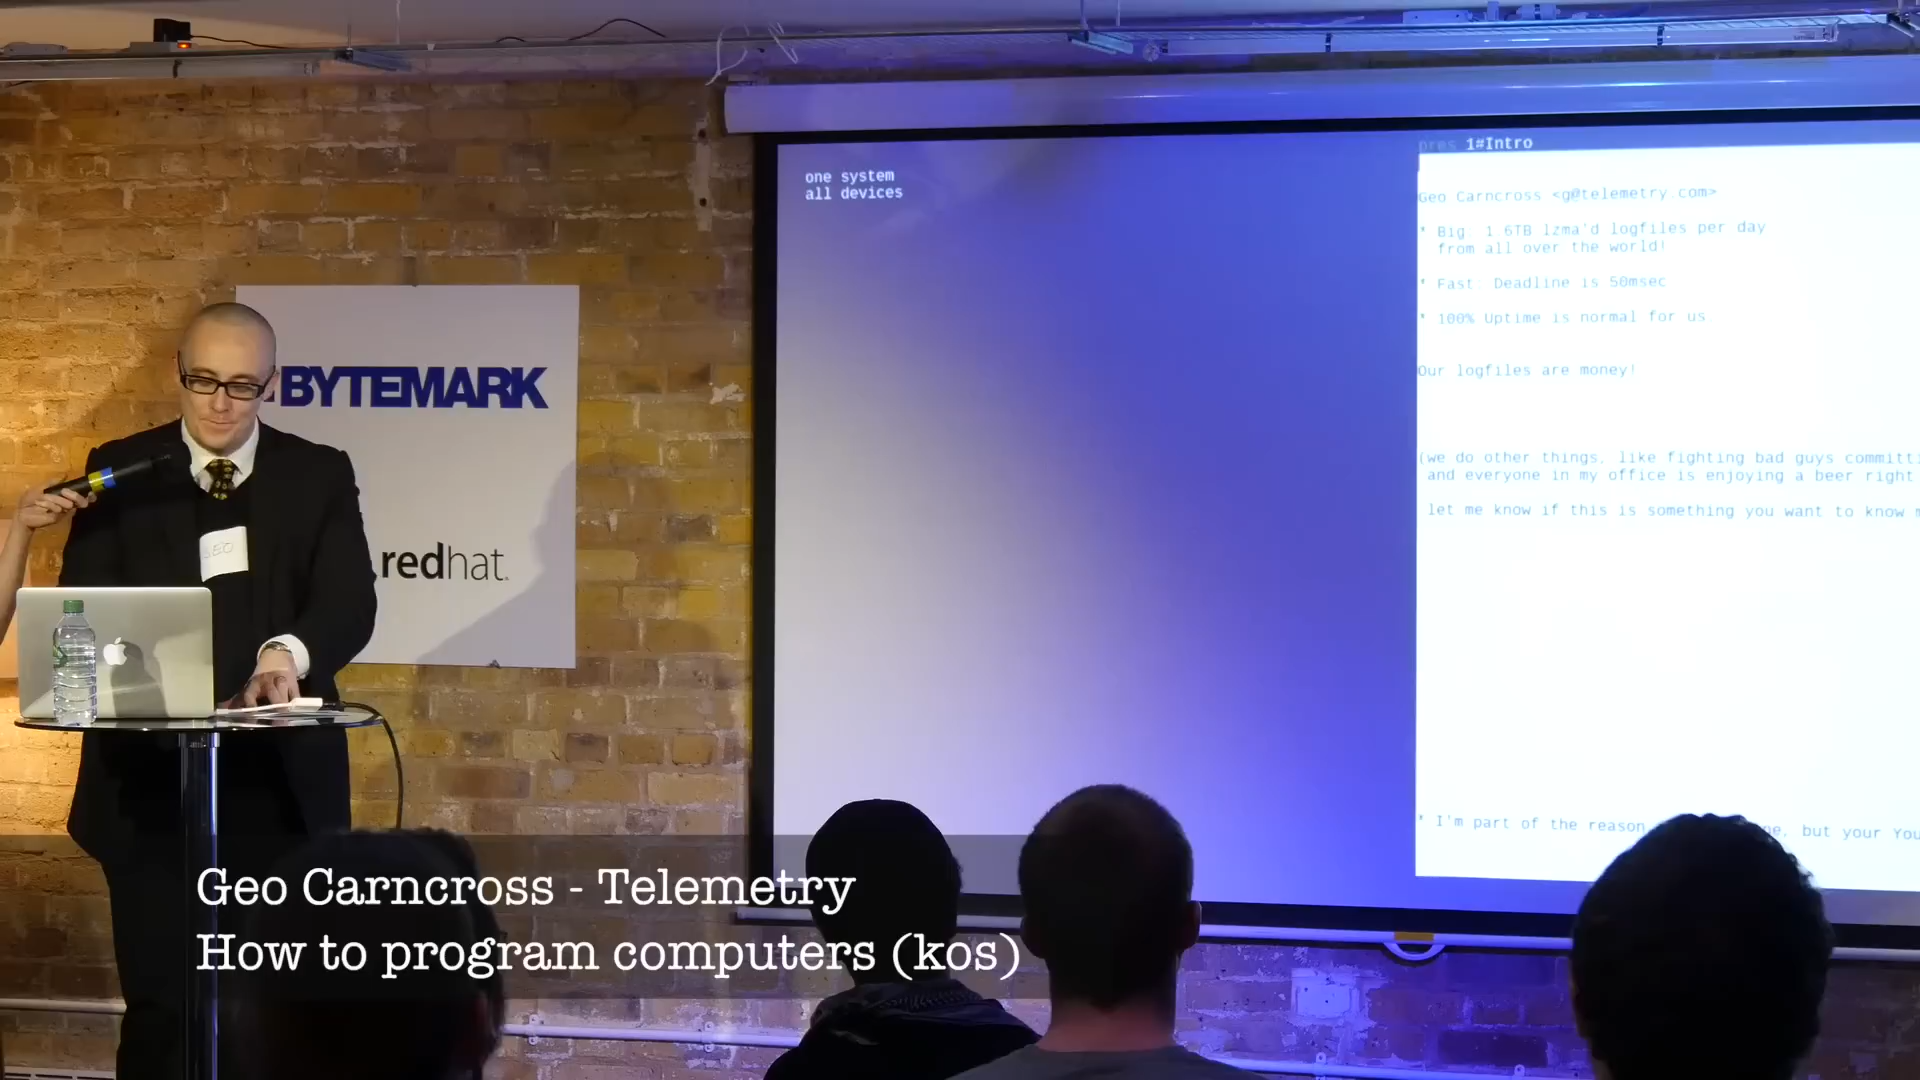 one system
all devices
pres 1#Intro
Geo Carncross <g@telemetry.com>
* Big: 1.6TB lzma'd logfiles per day
from all over the world!
* Fast: Deadline is 50msec
* 100% Uptime is normal for us
Our logfiles are money!
(we do other things, like fighting bad guys
and everyone in my office is enjoying a beer right
let me know if this is something you want to know
* I'm part of the reason
but your
BYTEMARK
redhat.
GEO
Geo Carncross - Telemetry
How to program computers (kos)